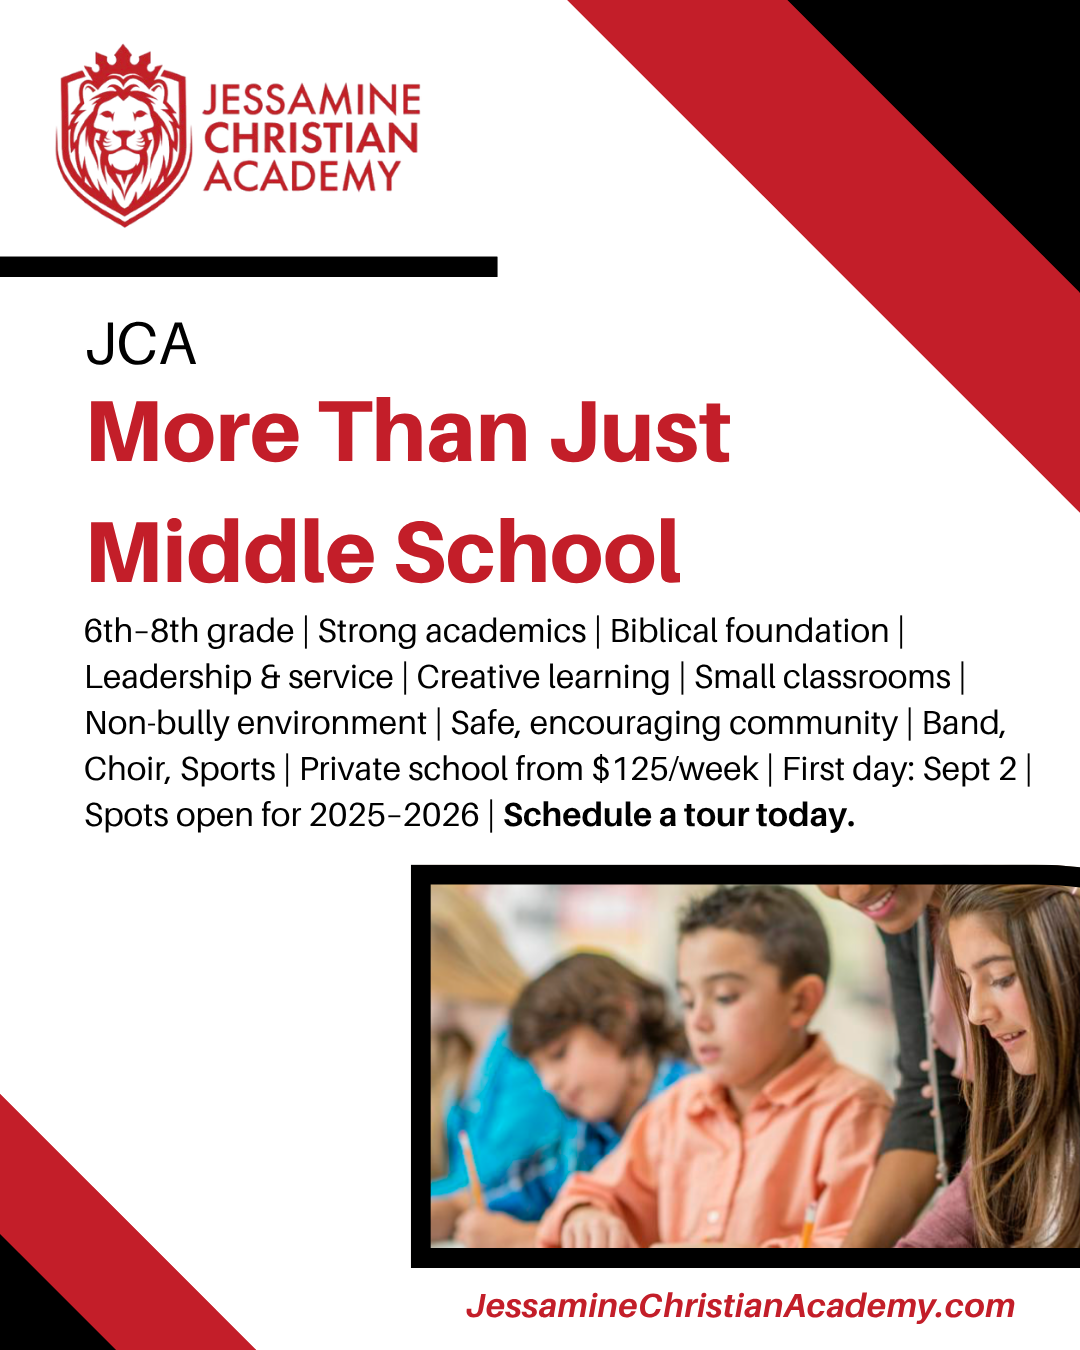 JESSAMINE
CHRISTIAN
ACADEMY
JCA
More Than Just
Middle School
6th–8th grade | Strong academics | Biblical foundation |
Leadership & service | Creative learning | Small classrooms |
Non-bully environment | Safe, encouraging community | Band,
Choir, Sports | Private school from $125/week | First day: Sept 2 |
Spots open for 2025–2026 | Schedule a tour today.
JessamineChristianAcademy.com